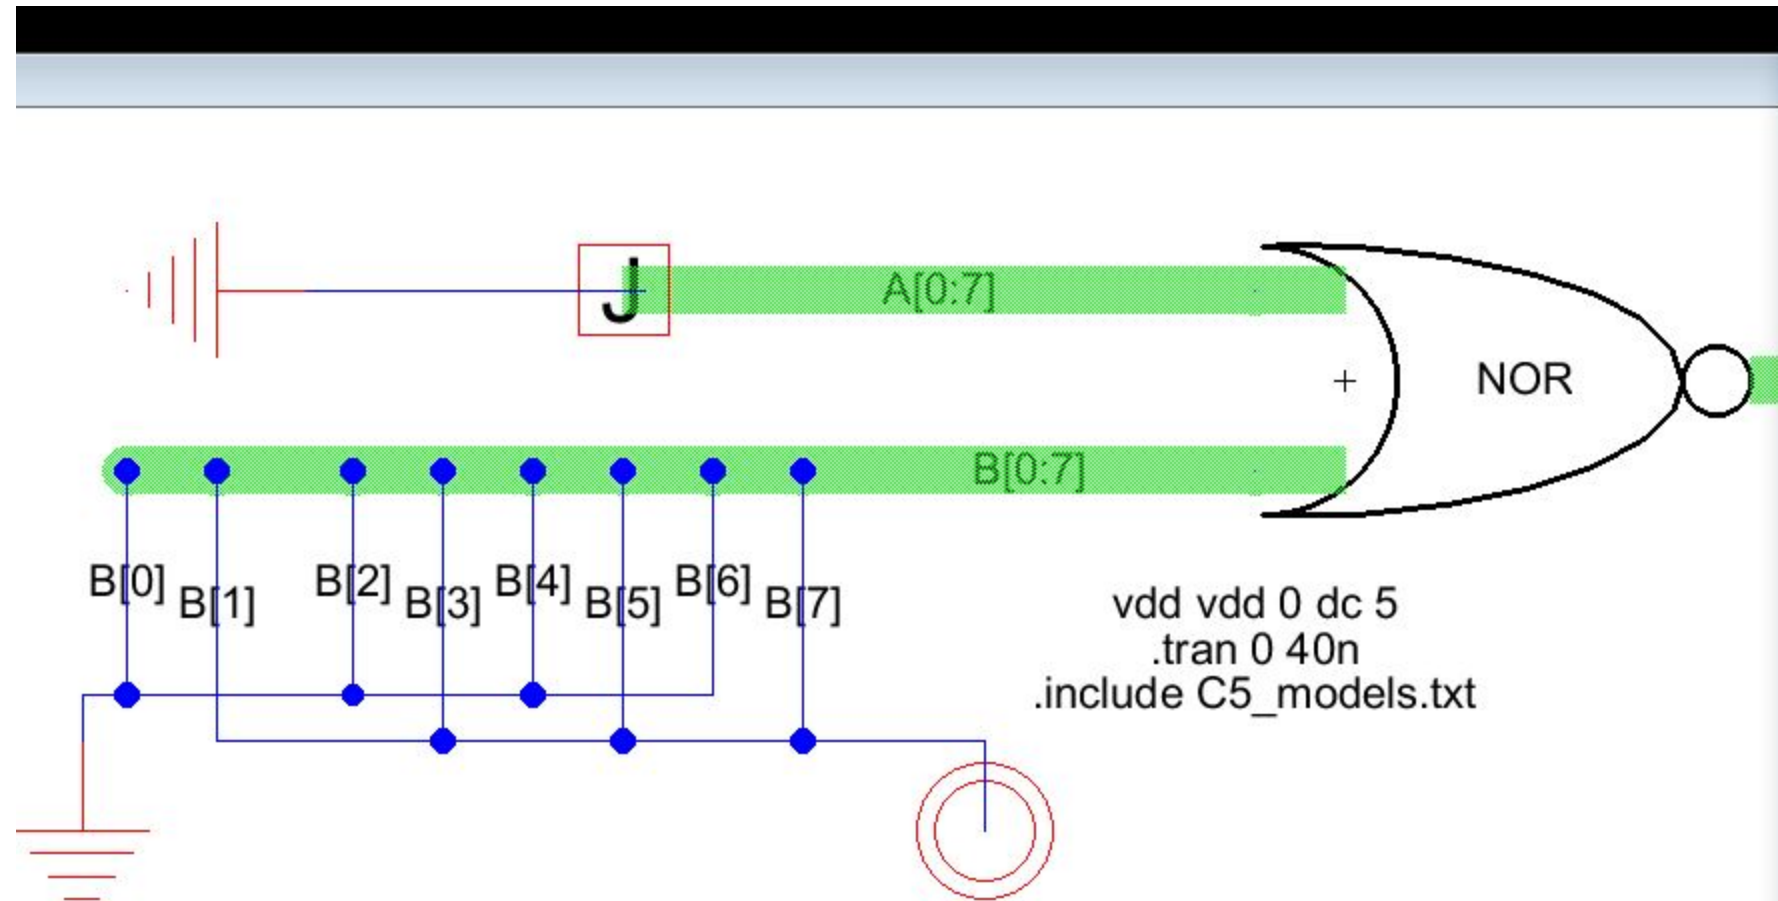 J
A[0:7]
NOR
B[0:7]
B[0] B[1] B[2] B[3] B[4] B[5] B[6] B[7]
vdd vdd 0 dc 5
.tran 0 40n
.include C5_models.txt